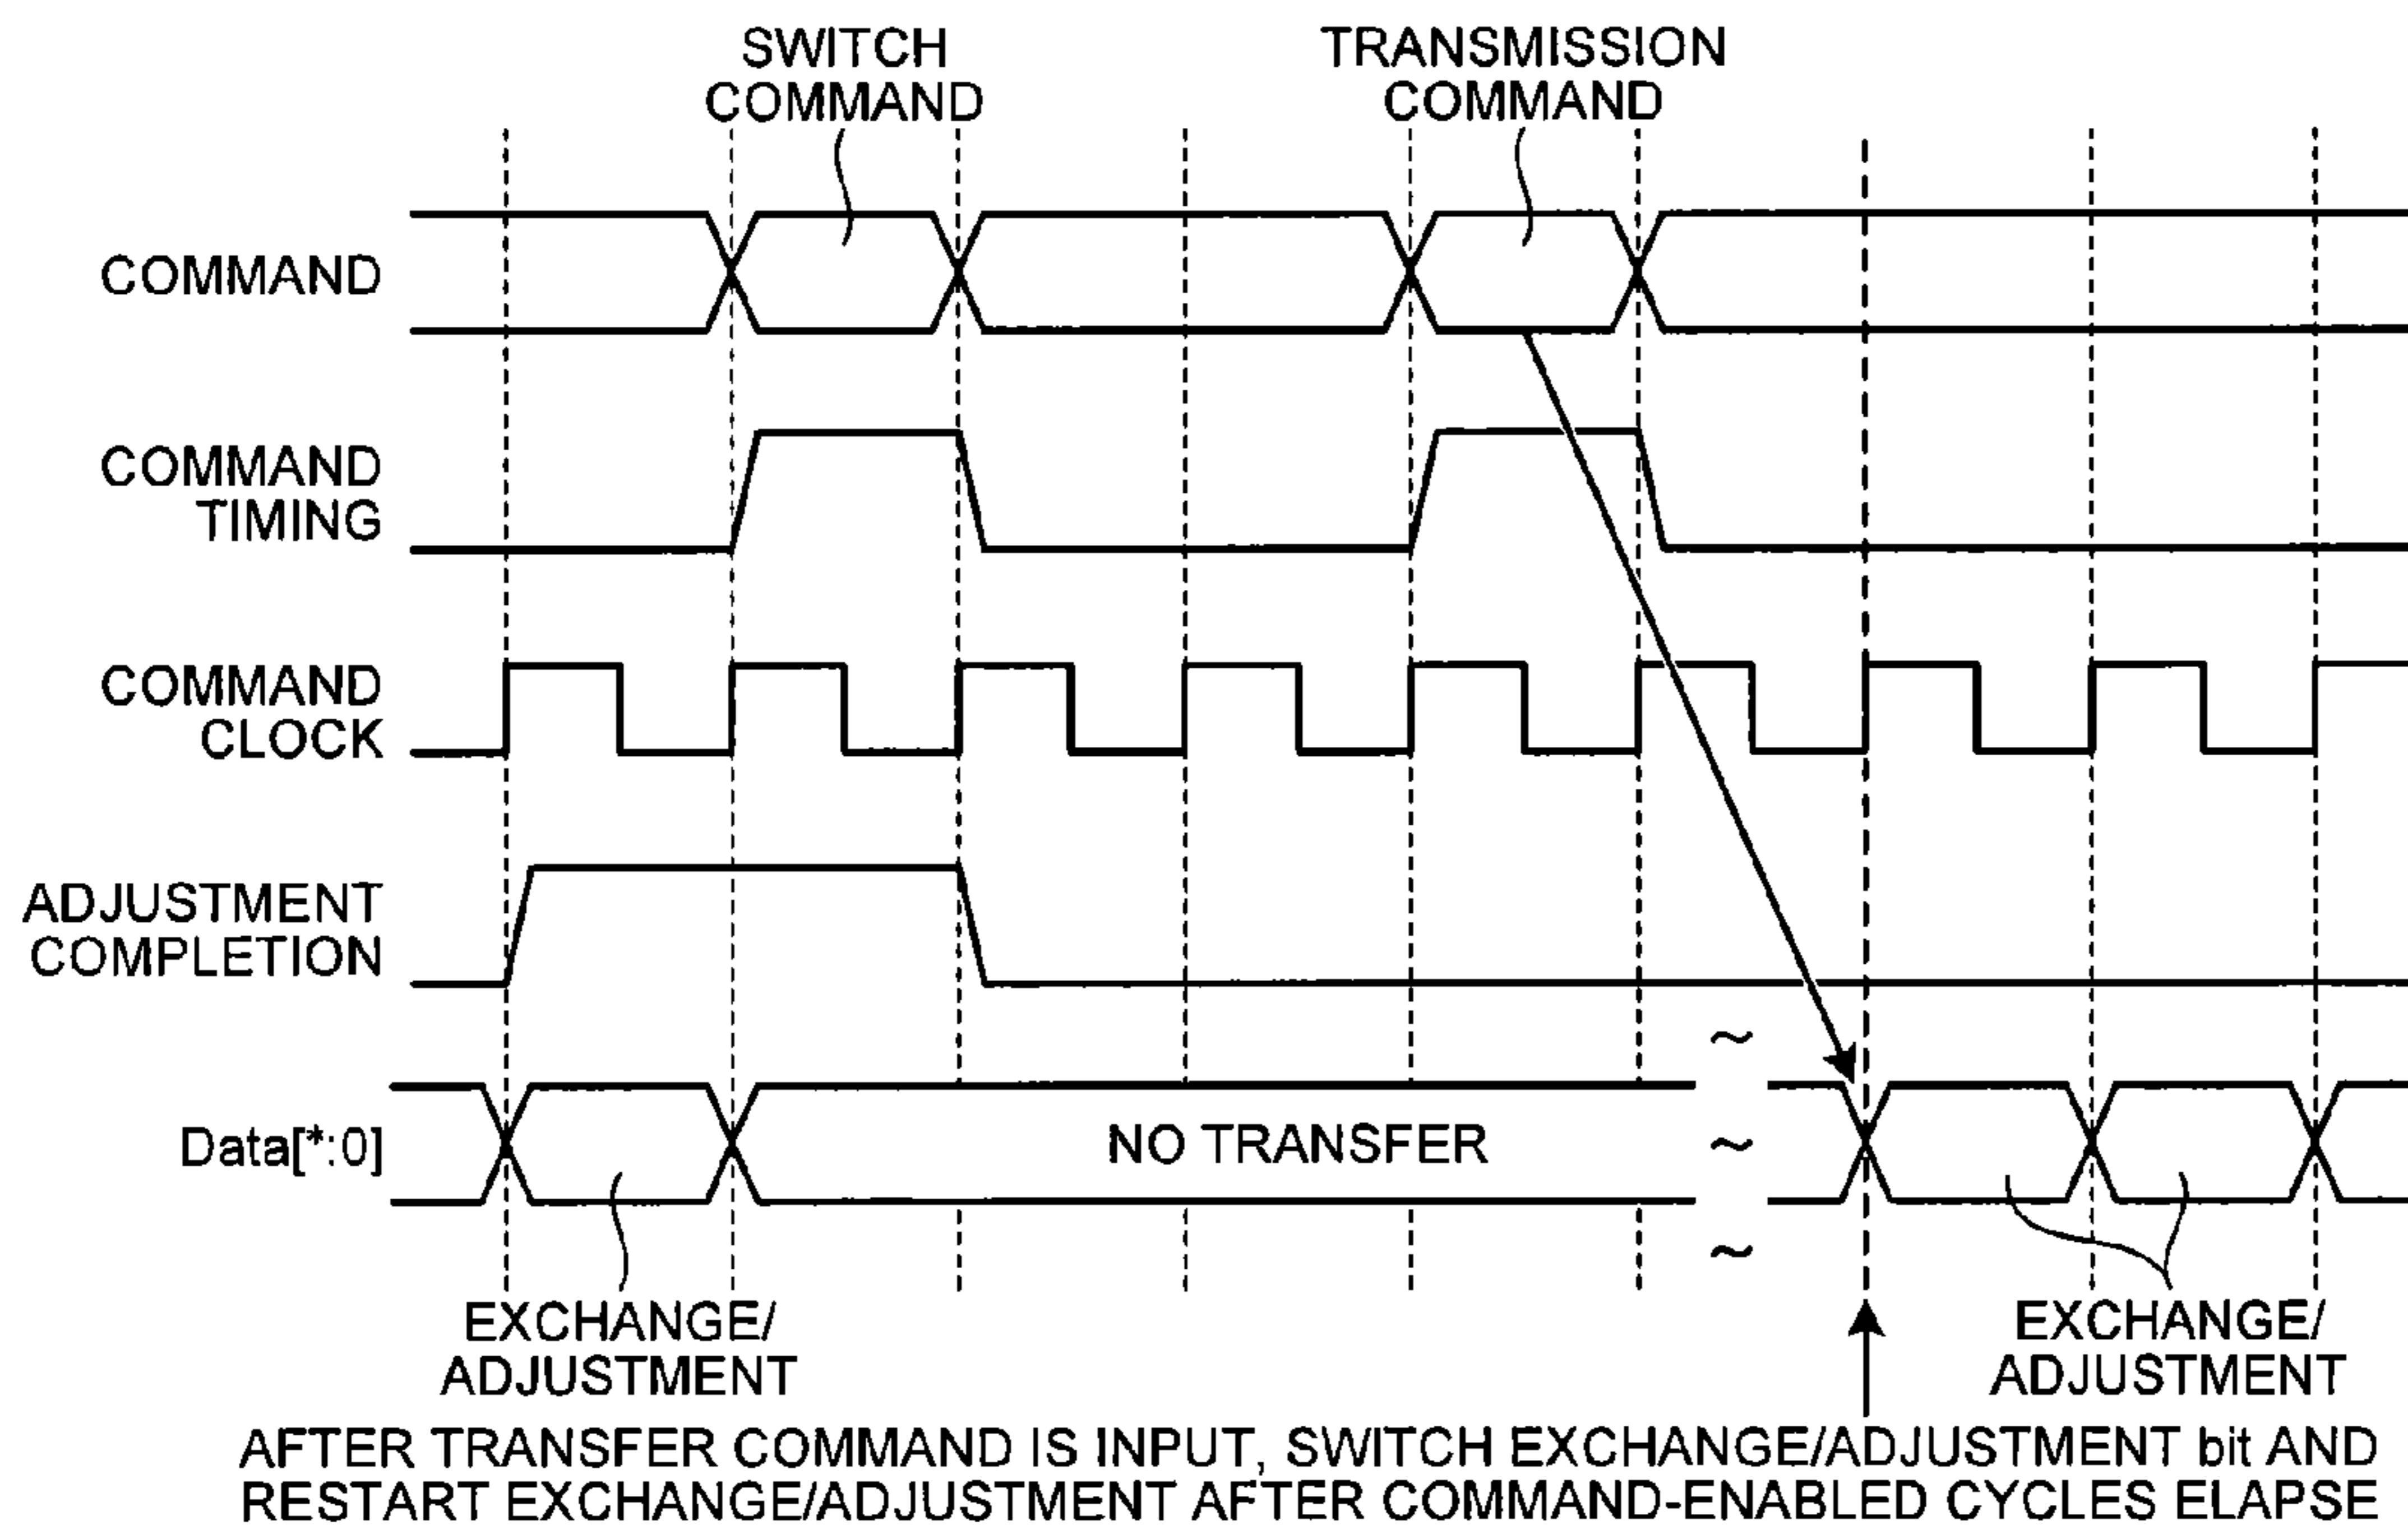 SWITCH
COMMAND
TRANSMISSION
COMMAND
COMMAND
COMMAND
TIMING
COMMAND
CLOCK
ADJUSTMENT
COMPLETION
~
Data[*:0]
NO TRANSFER
~
~
EXCHANGE/
ADJUSTMENT
EXCHANGE/
ADJUSTMENT
AFTER TRANSFER COMMAND IS INPUT, SWITCH EXCHANGE/ADJUSTMENT bit AND
RESTART EXCHANGE/ADJUSTMENT AFTER COMMAND-ENABLED CYCLES ELAPSE